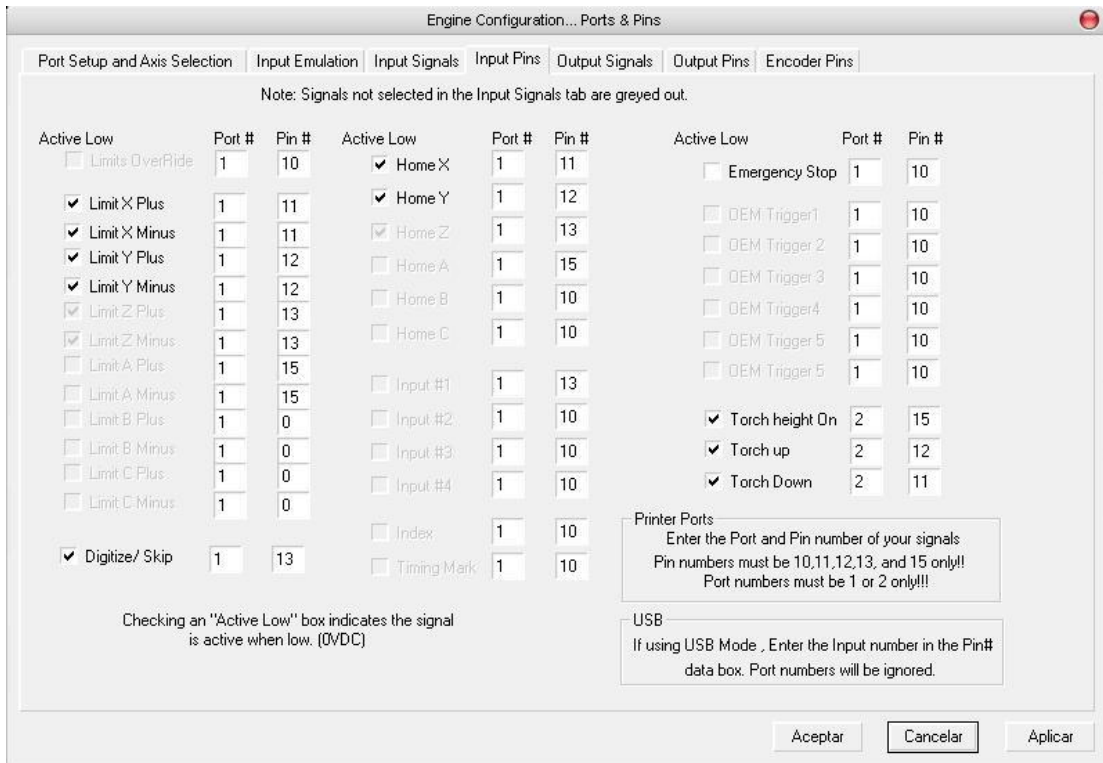 Engine Configuration... Ports & Pins
Port Setup and Axis Selection Input Emulation Input Signals Input Pins Output Signals Output Pins Encoder Pins
Note: Signals not selected in the Input Signals tab are greyed out.
Active Low Port # Pin #
Limits OverRide 1 10
Limit X Plus 1 11
Limit X Minus 1 11
Limit Y Plus 1 12
Limit Y Minus 1 12
Limit Z Plus 1 13
Limit Z Minus 1 13
Limit A Plus 1 15
Limit A Minus 1 15
Limit B Plus 1 0
Limit B Minus 1 0
Limit C Plus 1 0
Limit C Minus 1 0
Digitize/ Skip 1 13
Checking an "Active Low" box indicates the signal
is active when low. (0VDC)
Active Low Port # Pin #
Home X 1 11
Home Y 1 12
Home Z 1 13
Home A 1 15
Home B 1 10
Home C 1 10
Input #1 1 13
Input #2 1 10
Input #3 1 10
Input #4 1 10
Index 1 10
Timing Mark 1 10
Active Low Port # Pin #
Emergency Stop 1 10
OEM Trigger1 1 10
OEM Trigger 2 1 10
OEM Trigger 3 1 10
OEM Trigger4 1 10
OEM Trigger 5 1 10
OEM Trigger 5 1 10
Torch height On 2 15
Torch up 2 12
Torch Down 2 11
Printer Ports
Enter the Port and Pin number of your signals
Pin numbers must be 10,11,12,13, and 15 only!!
Port numbers must be 1 or 2 only!!!
USB
If using USB Mode , Enter the Input number in the Pin#
data box. Port numbers will be ignored.
Aceptar Cancelar Aplicar